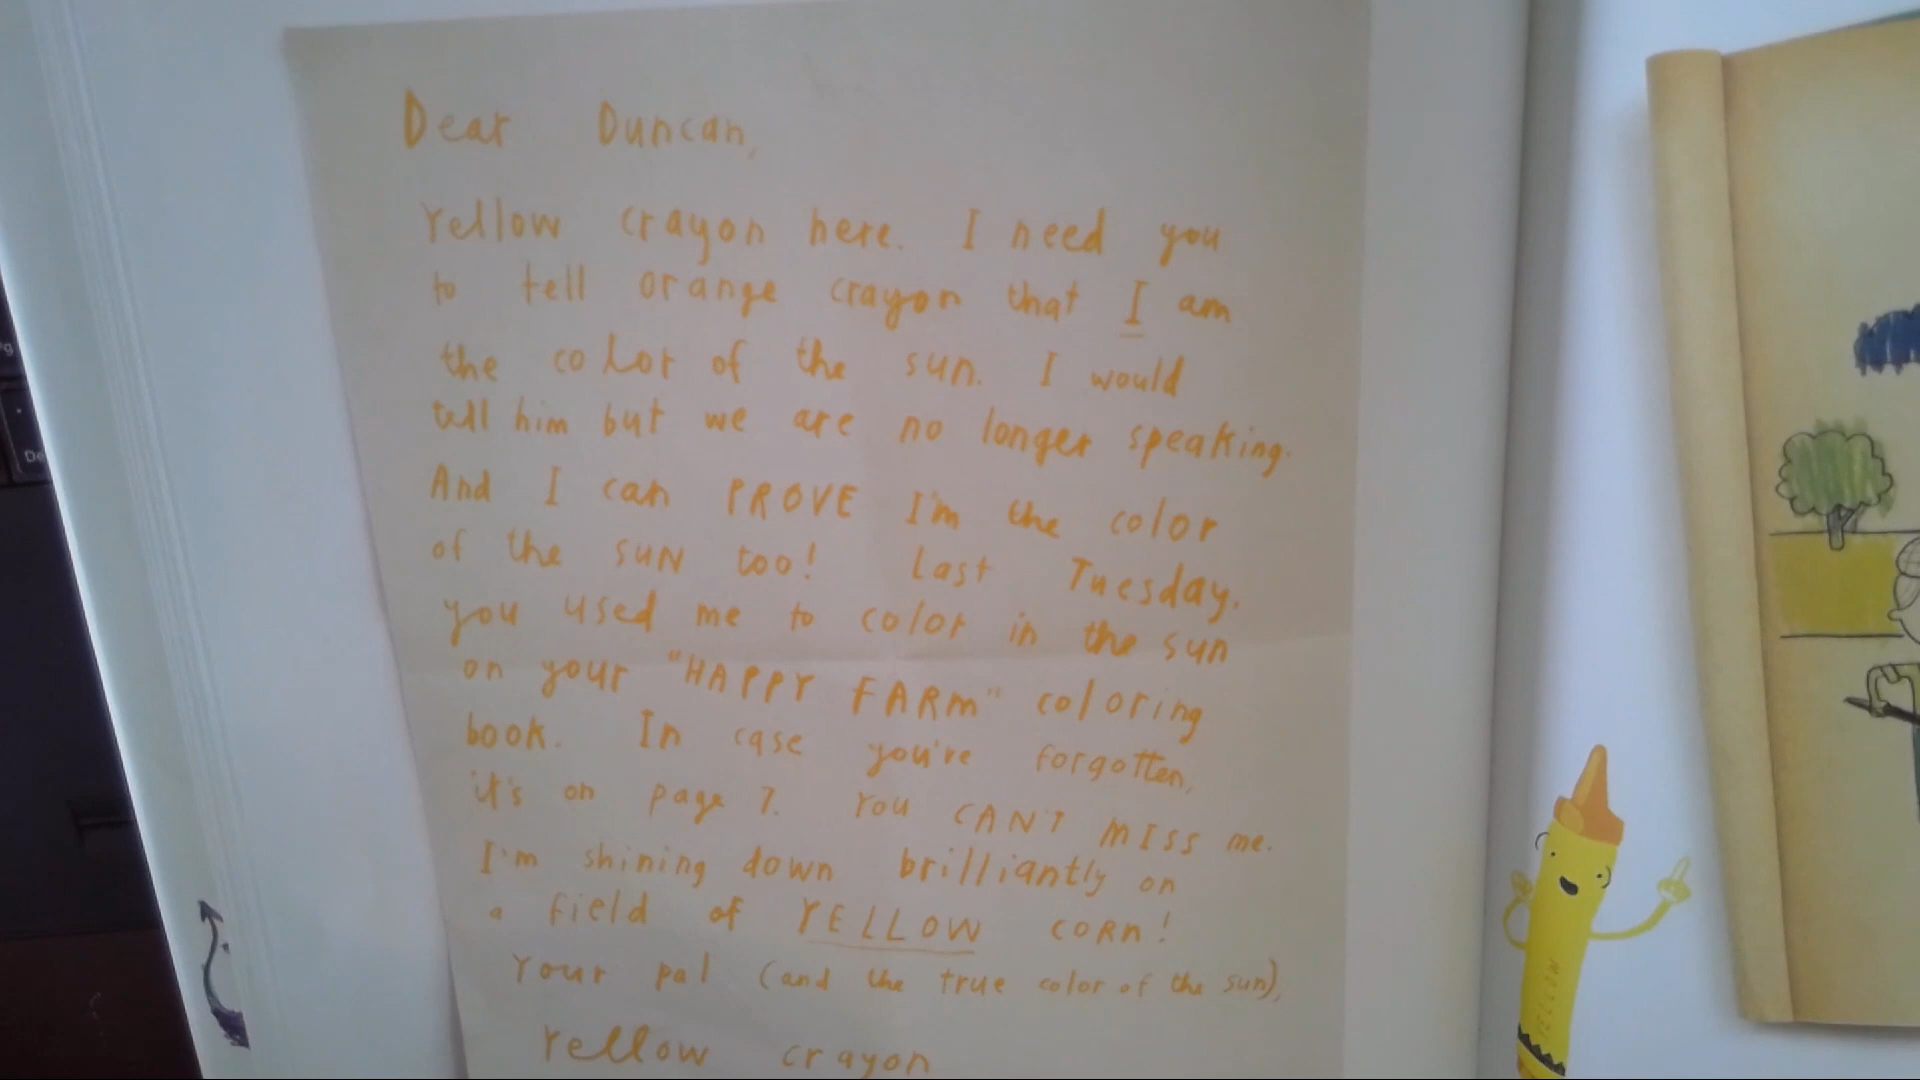 Dear Duncan,
Yellow crayon here. I need you
to tell orange crayon that I am
the color of the sun. I would
tell him but we are no longer speaking.
And I can PROVE I'm the color
of the SUN too! Last Tuesday,
you used me to color in the sun
on your "HAPPY FARM" coloring
book. In case you've forgotten,
it's on page 7. You CAN'T MISS me.
I'm shining down brilliantly on
a field of YELLOW CORN!
Your pal (and the true color of the sun),
Yellow crayon
YELLOW